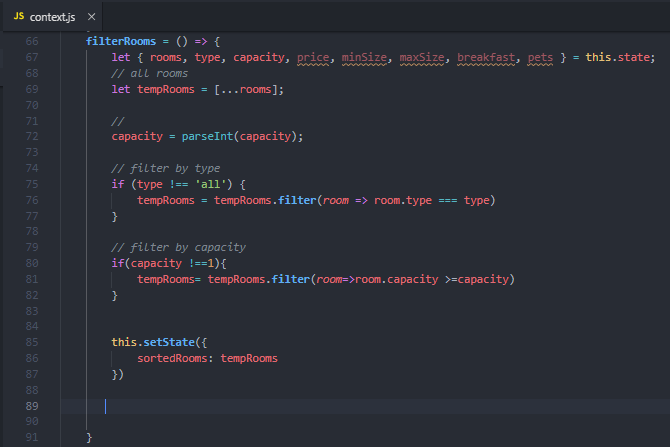 JS context.js ×
66 filterRooms = () => {
67 let { rooms, type, capacity, price, minSize, maxSize, breakfast, pets } = this.state;
68 // all rooms
69 let tempRooms = [...rooms];
70
71 //
72 capacity = parseInt(capacity);
73
74 // filter by type
75 if (type !== 'all') {
76 tempRooms = tempRooms.filter(room => room.type === type)
77 }
78
79 // filter by capacity
80 if(capacity !==1){
81 tempRooms= tempRooms.filter(room=>room.capacity >=capacity)
82 }
83
84
85 this.setState({
86 sortedRooms: tempRooms
87 })
88
89
90
91 }